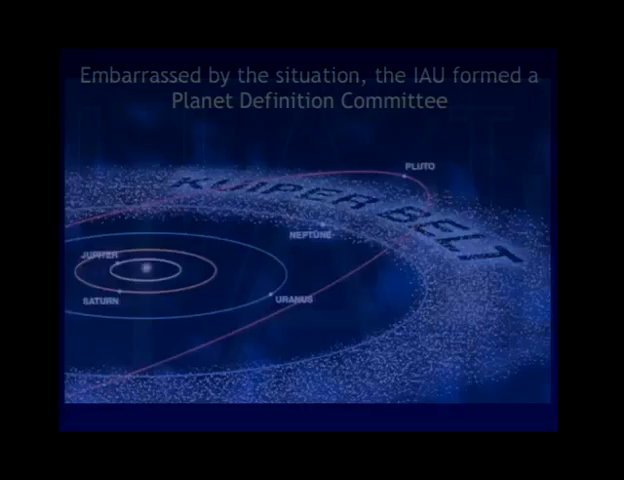 Embarrassed by the situation, the IAU formed a
Planet Definition Committee
PLUTO
KUIPER BELT
NEPTUNE
JUPITER
SATURN
URANUS